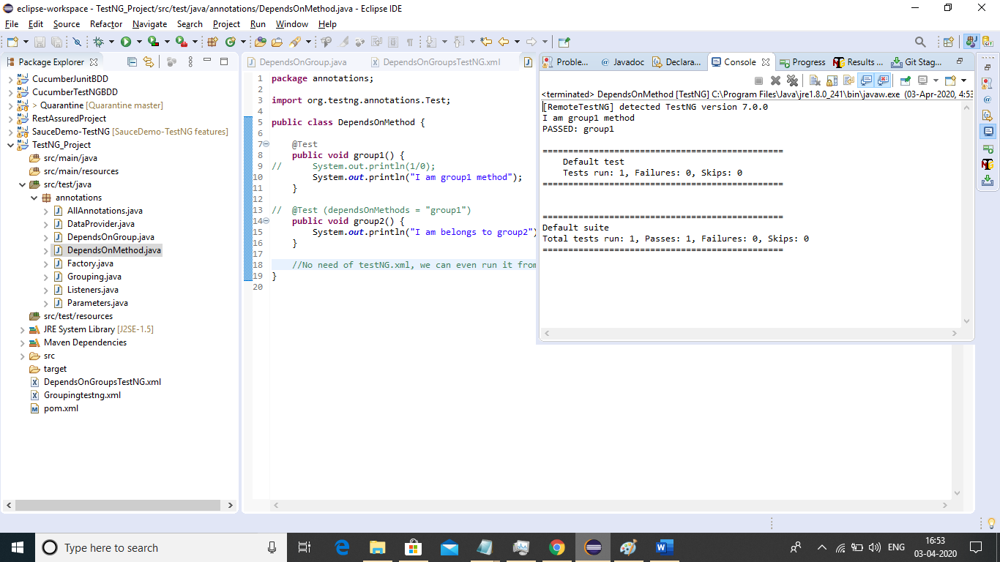 eclipse-workspace - TestNG_Project/src/test/java/annotations/DependsOnMethod.java - Eclipse IDE
File Edit Source Refactor Navigate Search Project Run Window Help
Package Explorer
CucumberJunitBDD
CucumberTestNGBDD
> Quarantine [Quarantine master]
RestAssuredProject
SauceDemo-TestNG [SauceDemo-TestNG features]
TestNG_Project
src/main/java
src/main/resources
src/test/java
annotations
AllAnnotations.java
DataProvider.java
DependsOnGroup.java
DependsOnMethod.java
Factory.java
Grouping.java
Listeners.java
Parameters.java
src/test/resources
JRE System Library [J2SE-1.5]
Maven Dependencies
src
target
DependsOnGroupsTestNG.xml
Groupingtestng.xml
pom.xml
DependsOnGroup.java DependsOnGroupsTestNG.xml
1 package annotations;
2
3 import org.testng.annotations.Test;
4
5 public class DependsOnMethod {
6
7 @Test
8 public void group1() {
9 // System.out.println(1/0);
10 System.out.println("I am group1 method");
11 }
12
13 // @Test (dependsOnMethods = "group1")
14 public void group2() {
15 System.out.println("I am belongs to group2")
16 }
17
18 //No need of testNG.xml, we can even run it from
19 }
20
Proble... @ Javadoc Declara... Console Progress Results ... Git Stag...
<terminated> DependsOnMethod [TestNG] C:\Program Files\Java\jre1.8.0_241\bin\javaw.exe (03-Apr-2020, 4:53
[RemoteTestNG] detected TestNG version 7.0.0
I am group1 method
PASSED: group1
===============================================
Default test
Tests run: 1, Failures: 0, Skips: 0
===============================================
===============================================
Default suite
Total tests run: 1, Passes: 1, Failures: 0, Skips: 0
===============================================
Type here to search
ENG
16:53
03-04-2020